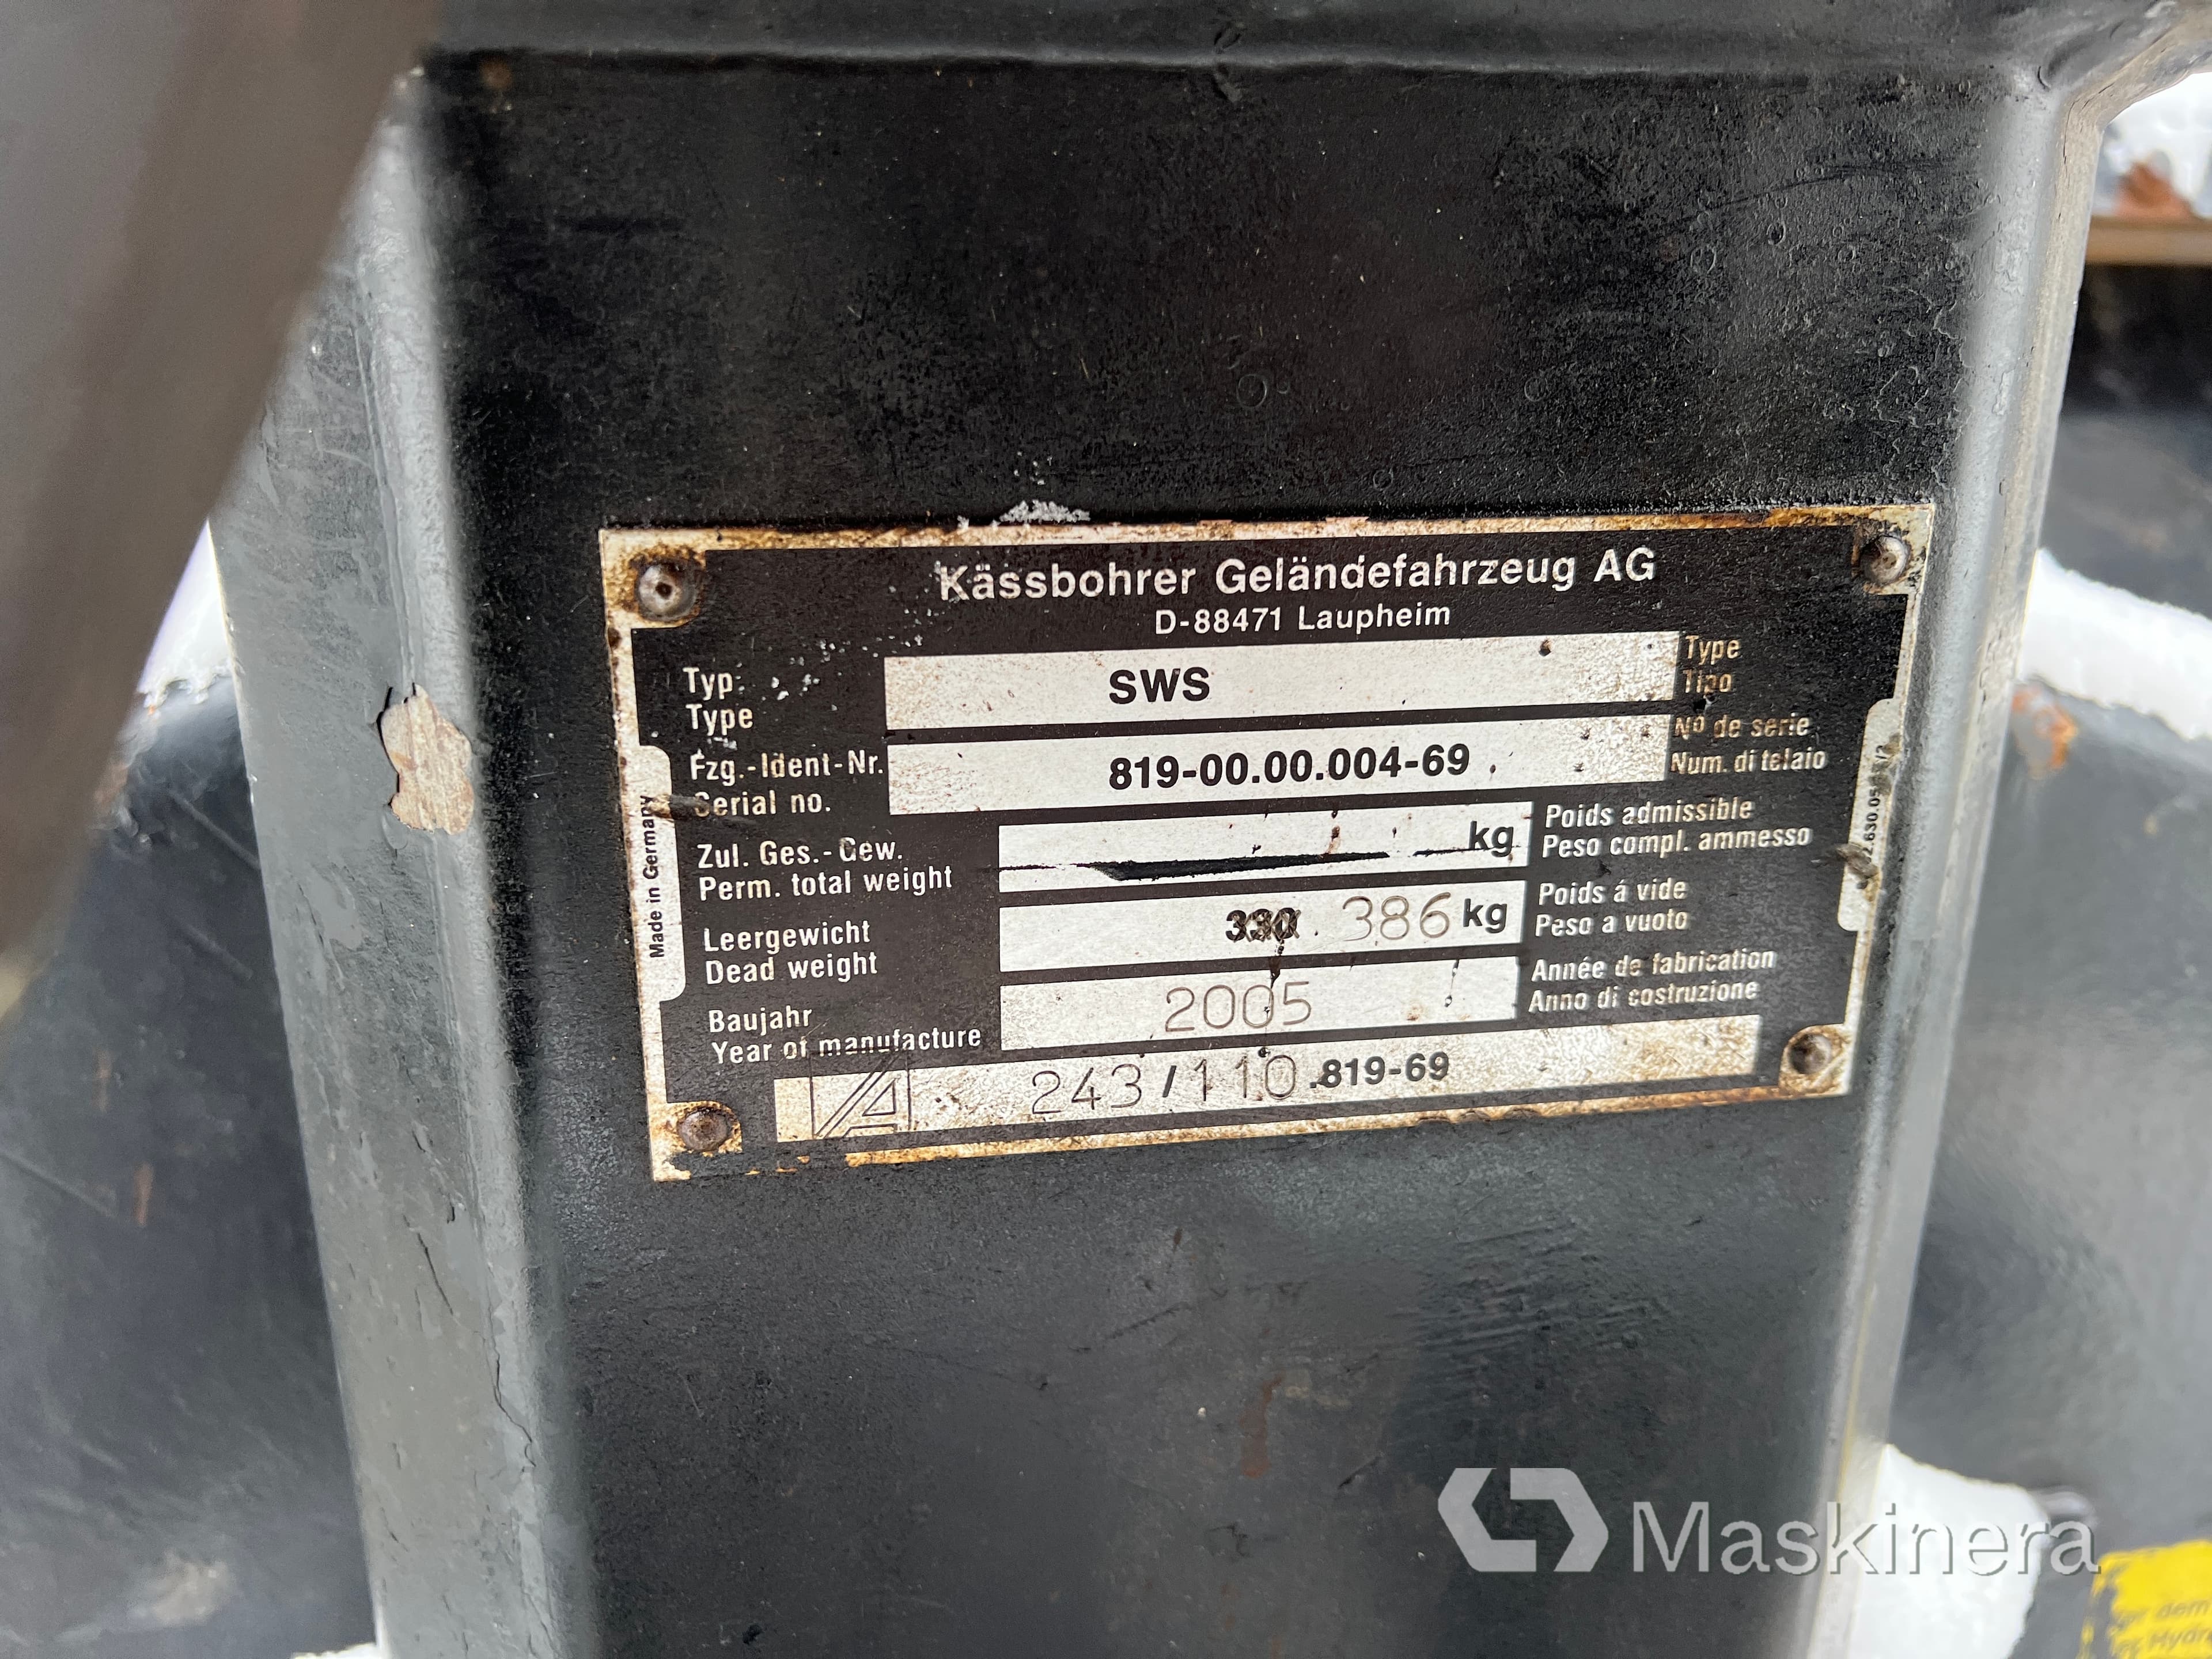 Kässbohrer Geländefahrzeug AG
D-88471 Laupheim
Typ
Type
SWS
Type
Tipo
Fzg.-Ident-Nr.
Serial no.
819-00.00.004-69
Nº de serie
Num. di telaio
Zul. Ges.-Gew.
Perm. total weight
kg
Poids admissible
Peso compl. ammesso
Leergewicht
Dead weight
330 386 kg
Poids á vide
Peso a vuoto
Baujahr
Year of manufacture
2005
Année de fabrication
Anno di costruzione
243/110.819-69
Made in Germany
Maskinera
dem